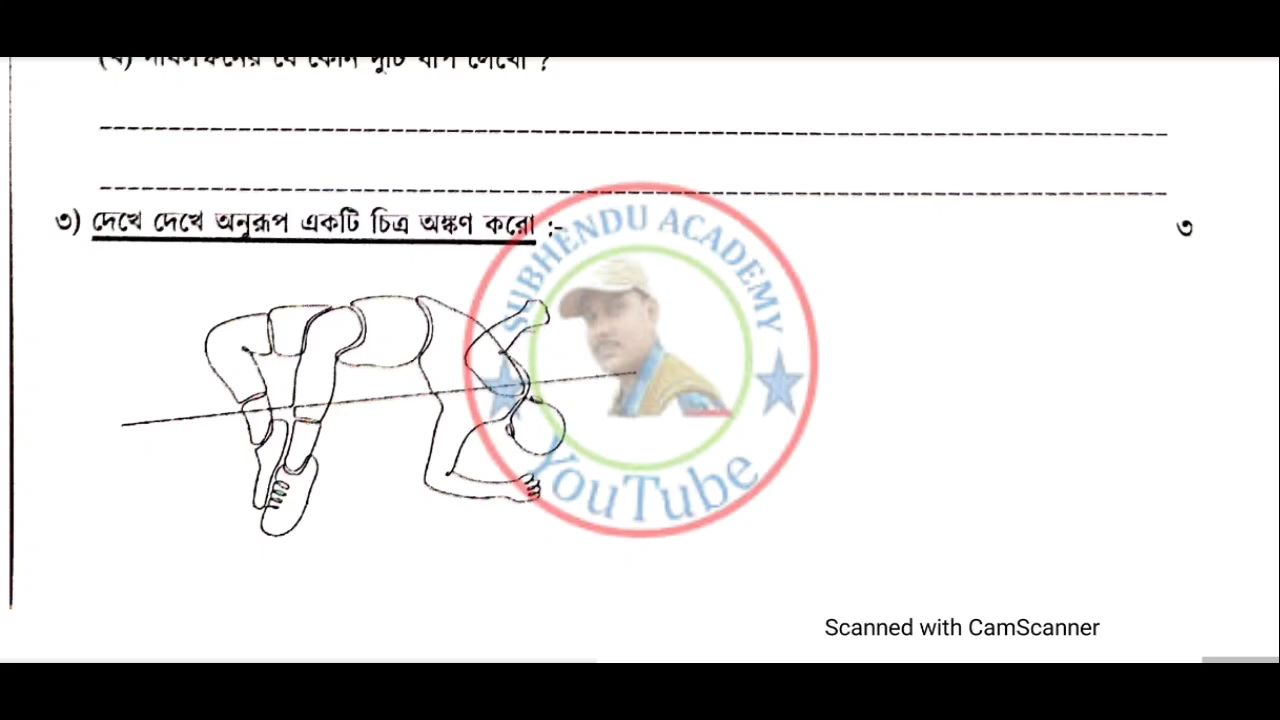 যে কোন দুটি ধাপ লেখো ?
৩) দেখে দেখে অনুরূপ একটি চিত্র অঙ্কণ করো :-
৩
SUBHENDU ACADEMY
YouTube
Scanned with CamScanner